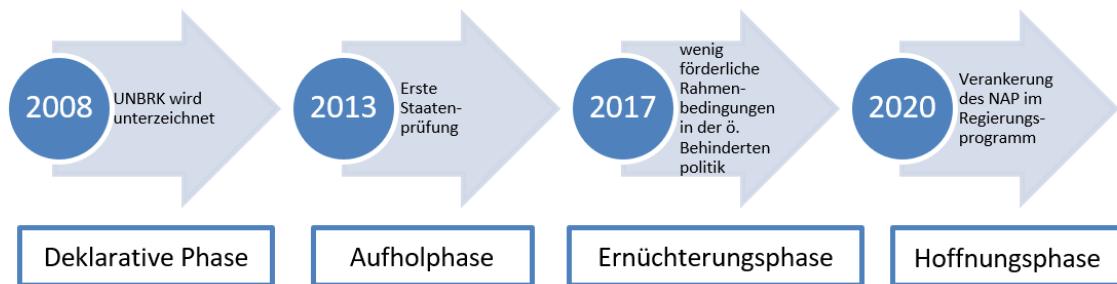 2008
UNBRK wird
unterzeichnet
2013
Erste
Staaten-
prüfung
2017
wenig
förderliche
Rahmen-
bedingungen
in der ö.
Behinderten
politik
2020
Verankerung
des NAP im
Regierungs-
programm
Deklarative Phase
Aufholphase
Ernüchterungsphase
Hoffnungsphase